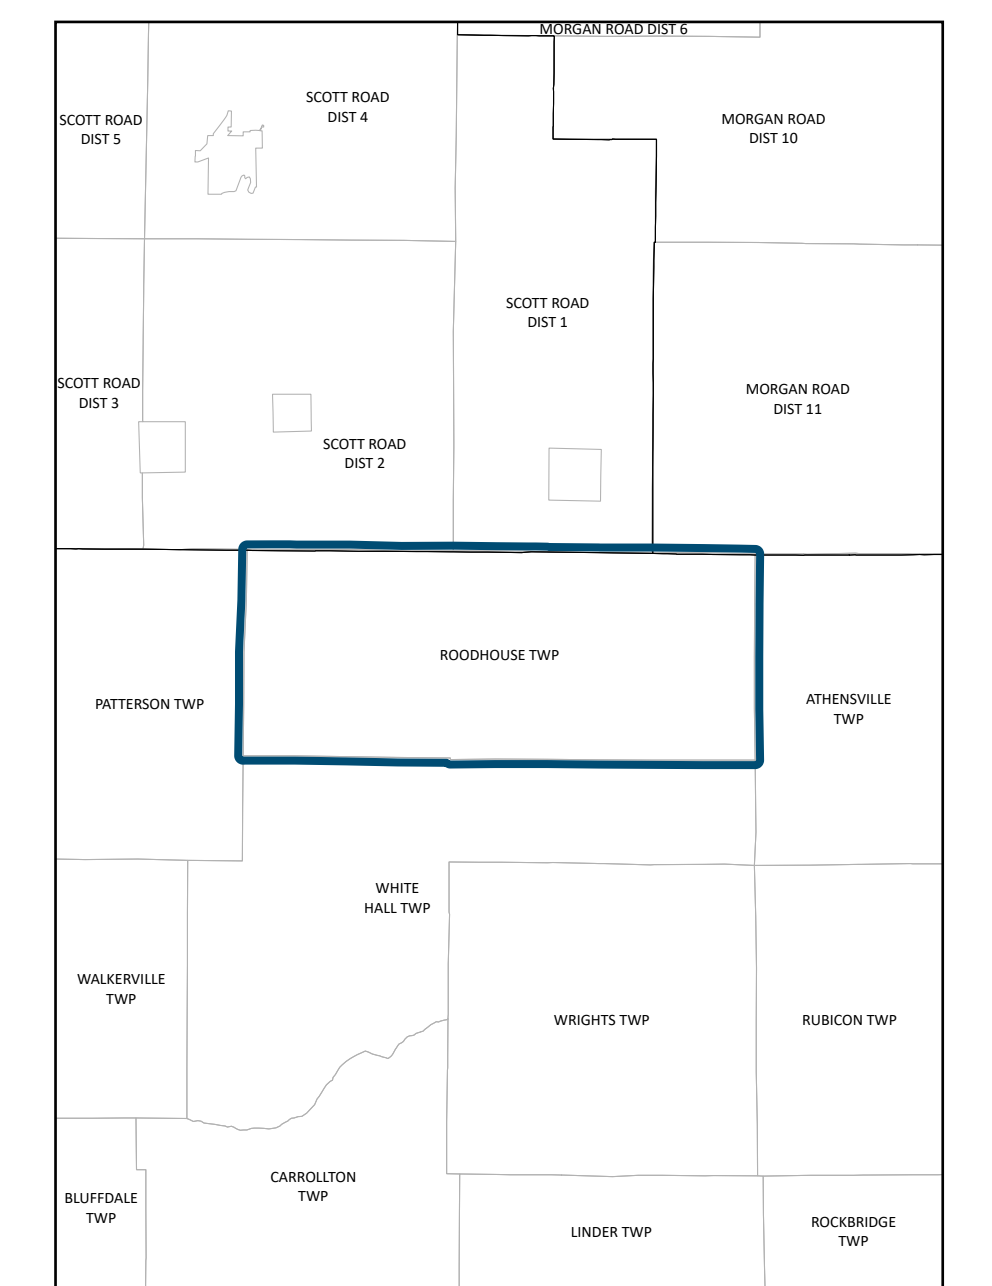 MORGAN ROAD DIST 6
SCOTT ROAD
DIST 4
SCOTT ROAD
DIST 5
MORGAN ROAD
DIST 10
SCOTT ROAD
DIST 1
SCOTT ROAD
DIST 3
MORGAN ROAD
DIST 11
SCOTT ROAD
DIST 2
ROODHOUSE TWP
PATTERSON TWP
ATHENSVILLE
TWP
WHITE
HALL TWP
WALKERVILLE
TWP
WRIGHTS TWP
RUBICON TWP
CARROLLTON
TWP
BLUFFDALE
TWP
LINDER TWP
ROCKBRIDGE
TWP